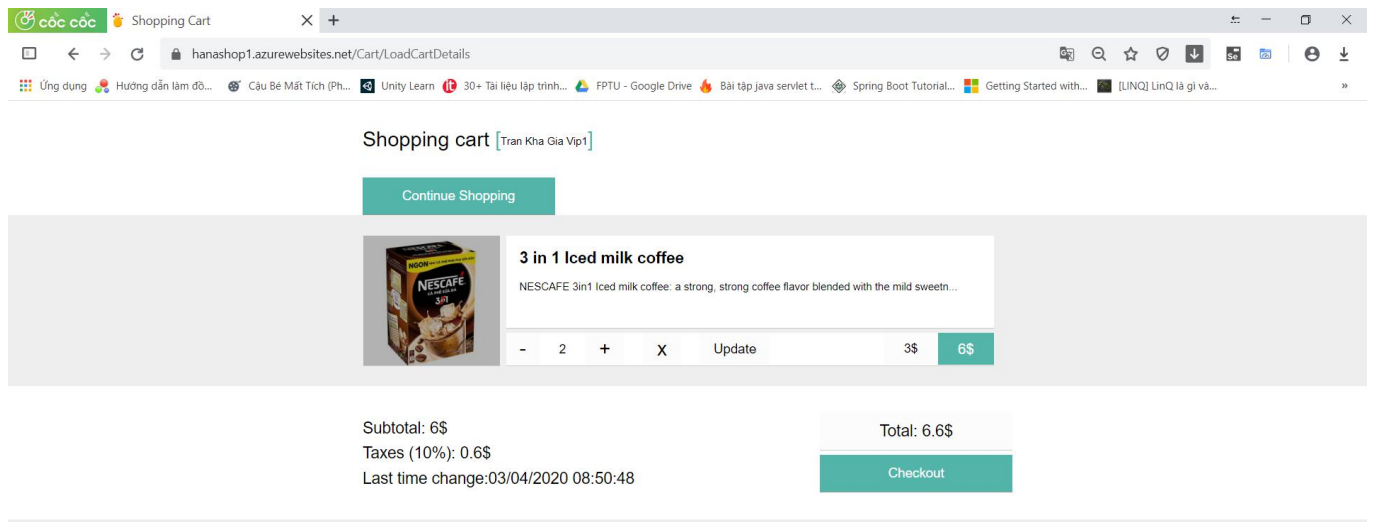 cốc cốc
Shopping Cart
hanashop1.azurewebsites.net/Cart/LoadCartDetails
Ứng dụng
Hướng dẫn làm đồ...
Cậu Bé Mất Tích (Ph...
Unity Learn
30+ Tài liệu lập trình...
FPTU - Google Drive
Bài tập java servlet t...
Spring Boot Tutorial...
Getting Started with...
[LINQ] LinQ là gì và...
»
Shopping cart [Tran Kha Gia Vip1]
Continue Shopping
NGON
NESCAFÉ
3in1
3 in 1 Iced milk coffee
NESCAFE 3in1 Iced milk coffee: a strong, strong coffee flavor blended with the mild sweetn...
- 2 + X Update 3$ 6$
Subtotal: 6$
Taxes (10%): 0.6$
Last time change:03/04/2020 08:50:48
Total: 6.6$
Checkout